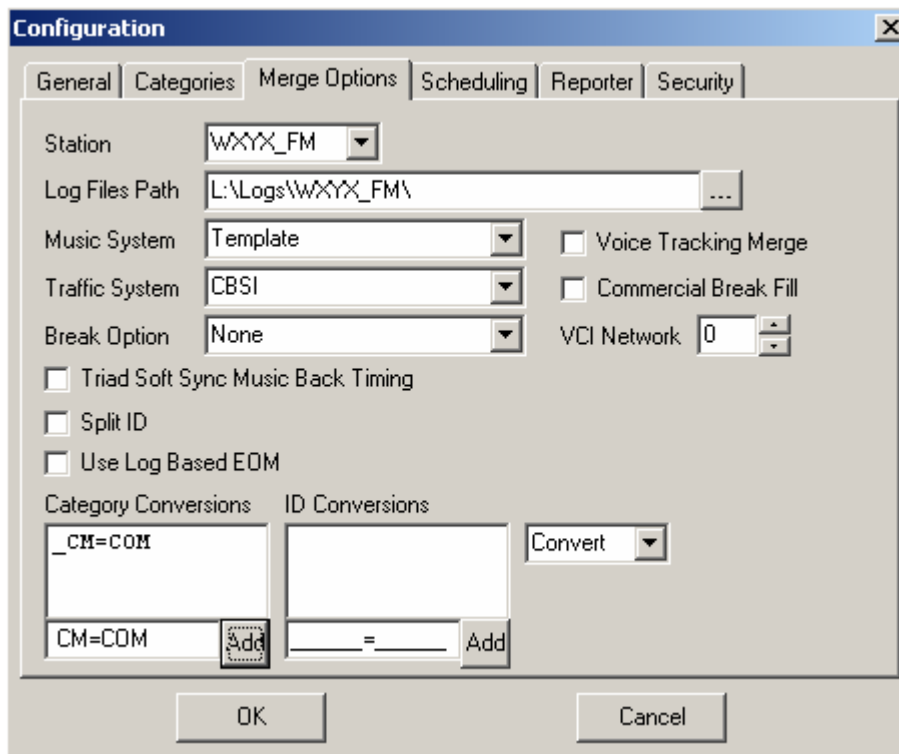 Configuration
General Categories Merge Options Scheduling Reporter Security
Station WXYX_FM
Log Files Path L:\Logs\WXYX_FM\ ...
Music System Template Voice Tracking Merge
Traffic System CBSI Commercial Break Fill
Break Option None VCI Network 0
Triad Soft Sync Music Back Timing
Split ID
Use Log Based EOM
Category Conversions ID Conversions
_CM=COM Convert
CM=COM Add ______=______ Add
OK Cancel